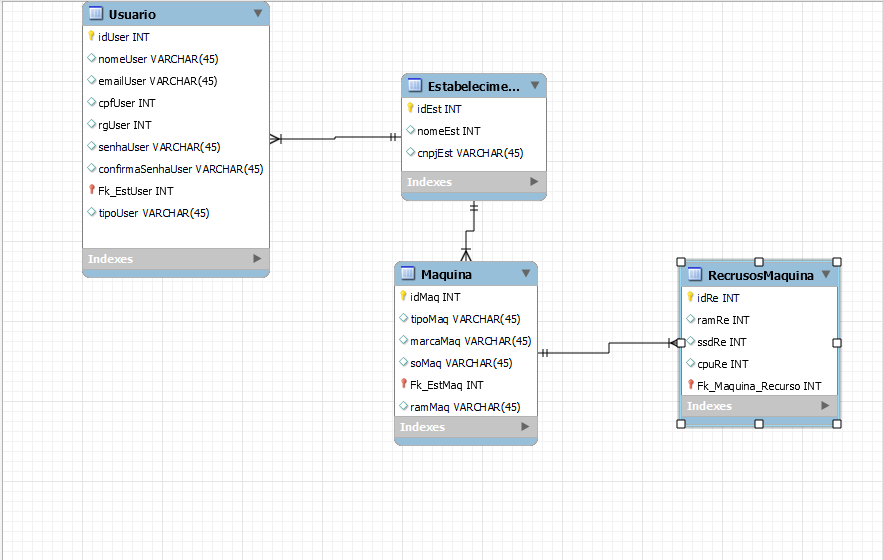 Usuario
idUser INT
nomeUser VARCHAR(45)
emailUser VARCHAR(45)
cpfUser INT
rgUser INT
senhaUser VARCHAR(45)
confirmaSenhaUser VARCHAR(45)
Fk_EstUser INT
tipoUser VARCHAR(45)
Indexes
Estabelecime...
idEst INT
nomeEst INT
cnpjEst VARCHAR(45)
Indexes
Maquina
idMaq INT
tipoMaq VARCHAR(45)
marcaMaq VARCHAR(45)
soMaq VARCHAR(45)
Fk_EstMaq INT
ramMaq VARCHAR(45)
Indexes
RecrusosMaquina
idRe INT
ramRe INT
ssdRe INT
cpuRe INT
Fk_Maquina_Recurso INT
Indexes